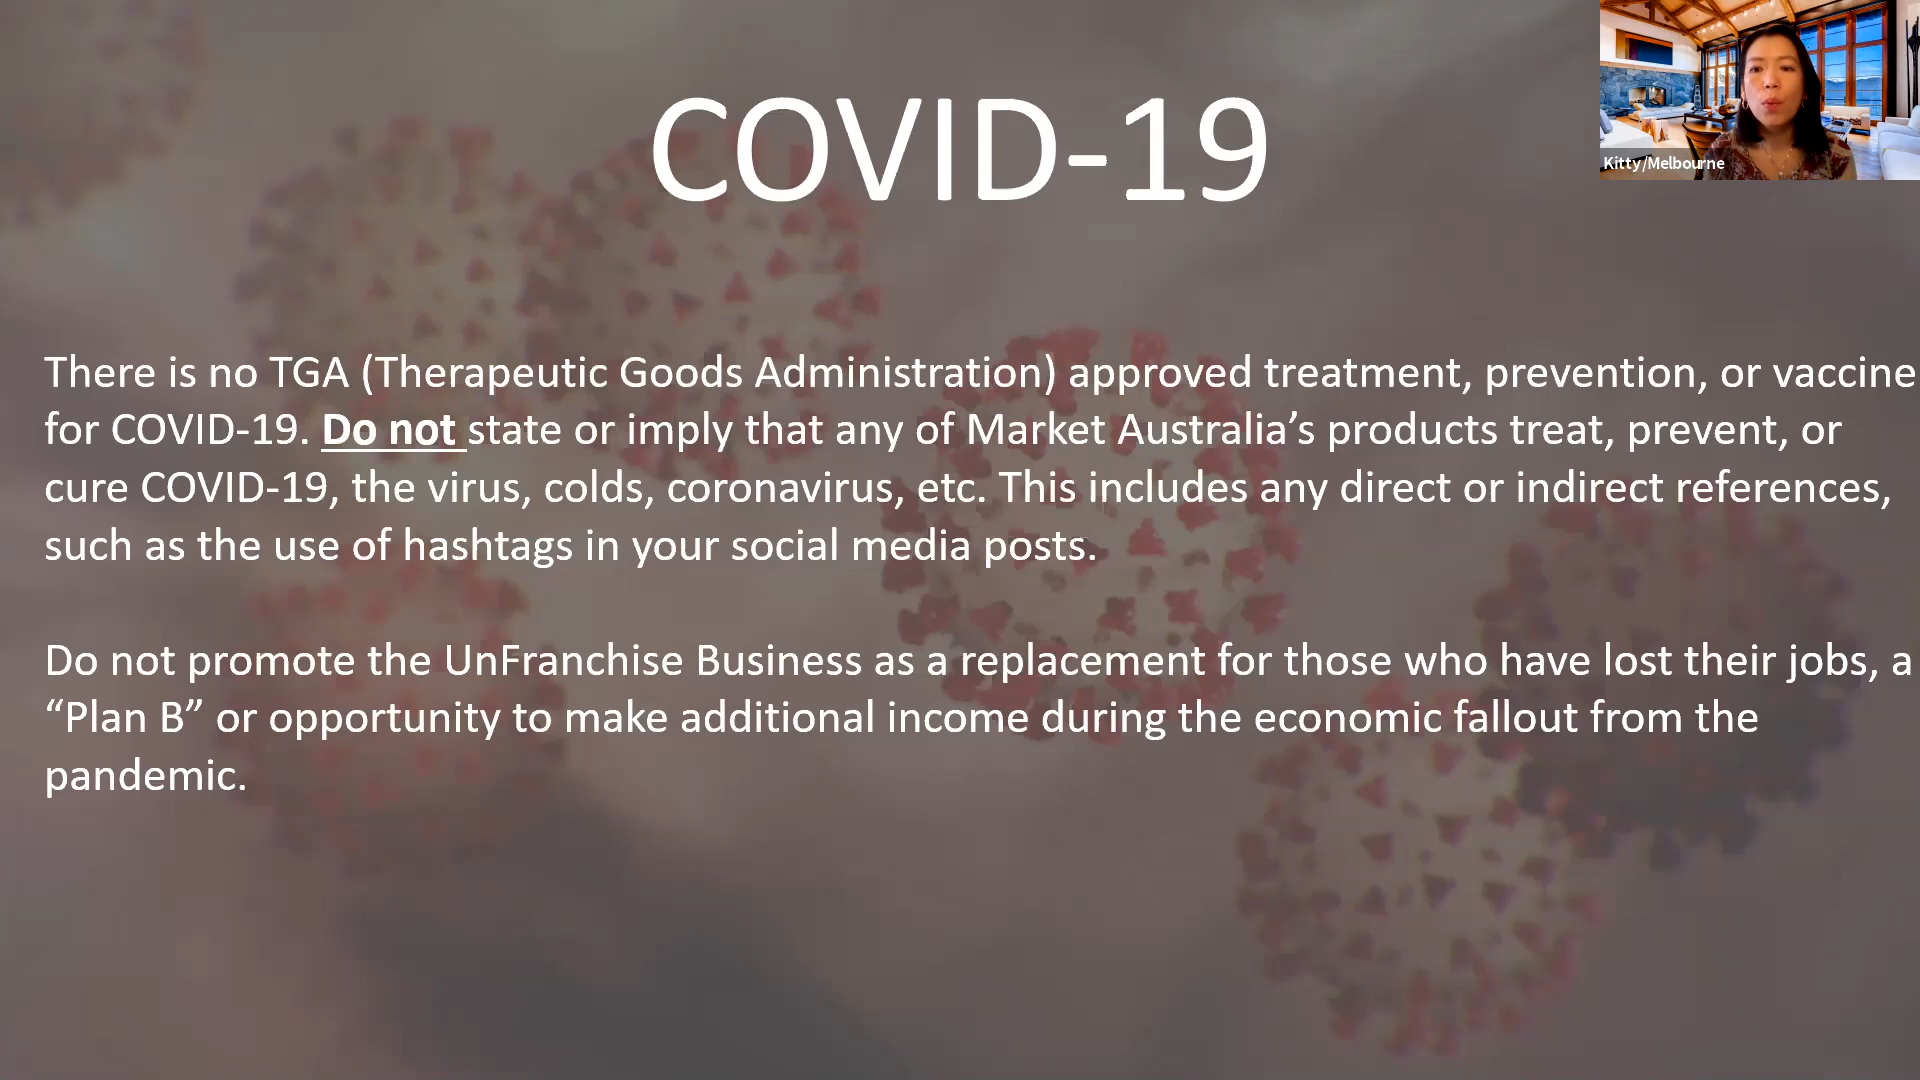 COVID-19
Kitty/Melbourne
There is no TGA (Therapeutic Goods Administration) approved treatment, prevention, or vaccine
for COVID-19. Do not state or imply that any of Market Australia’s products treat, prevent, or
cure COVID-19, the virus, colds, coronavirus, etc. This includes any direct or indirect references,
such as the use of hashtags in your social media posts.
Do not promote the UnFranchise Business as a replacement for those who have lost their jobs, a
“Plan B” or opportunity to make additional income during the economic fallout from the
pandemic.